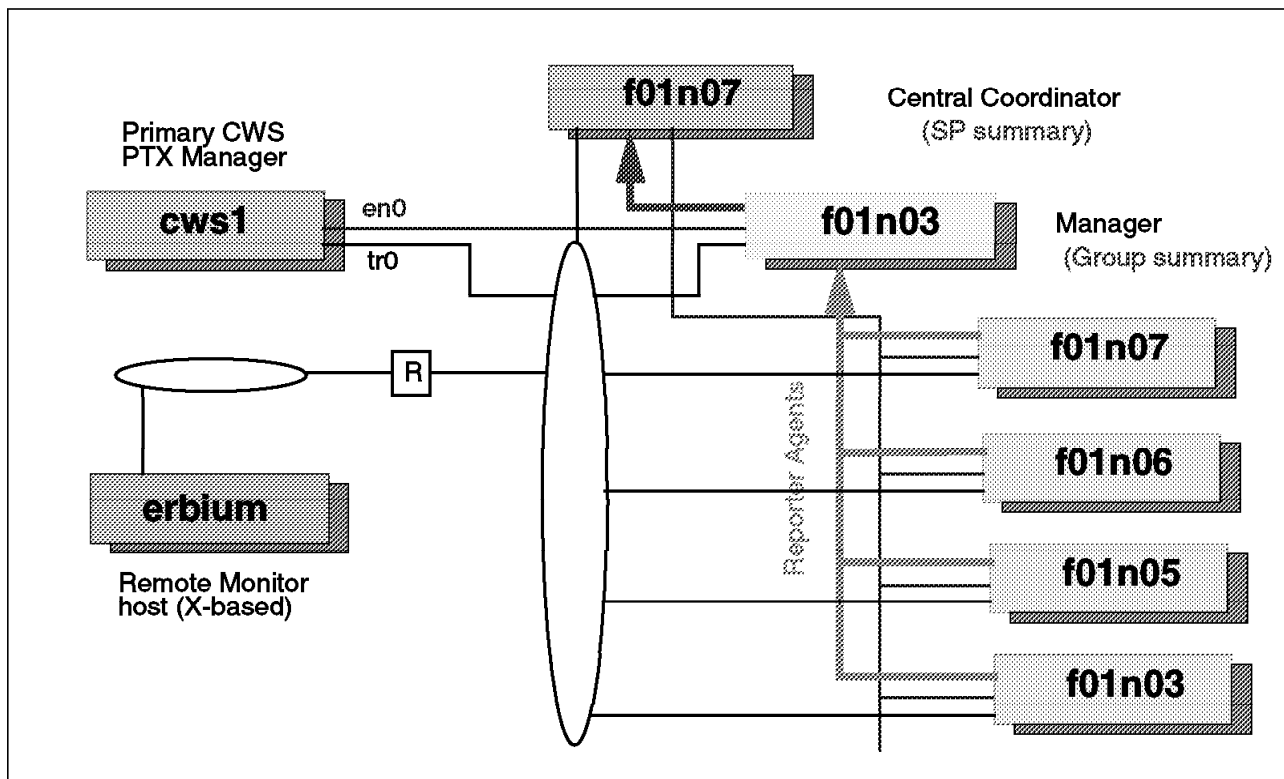 f01n07
Central Coordinator
(SP summary)
Primary CWS
PTX Manager
cws1
en0
tr0
f01n03
Manager
(Group summary)
f01n07
R
Reporter Agents
f01n06
erbium
Remote Monitor
host (X-based)
f01n05
f01n03